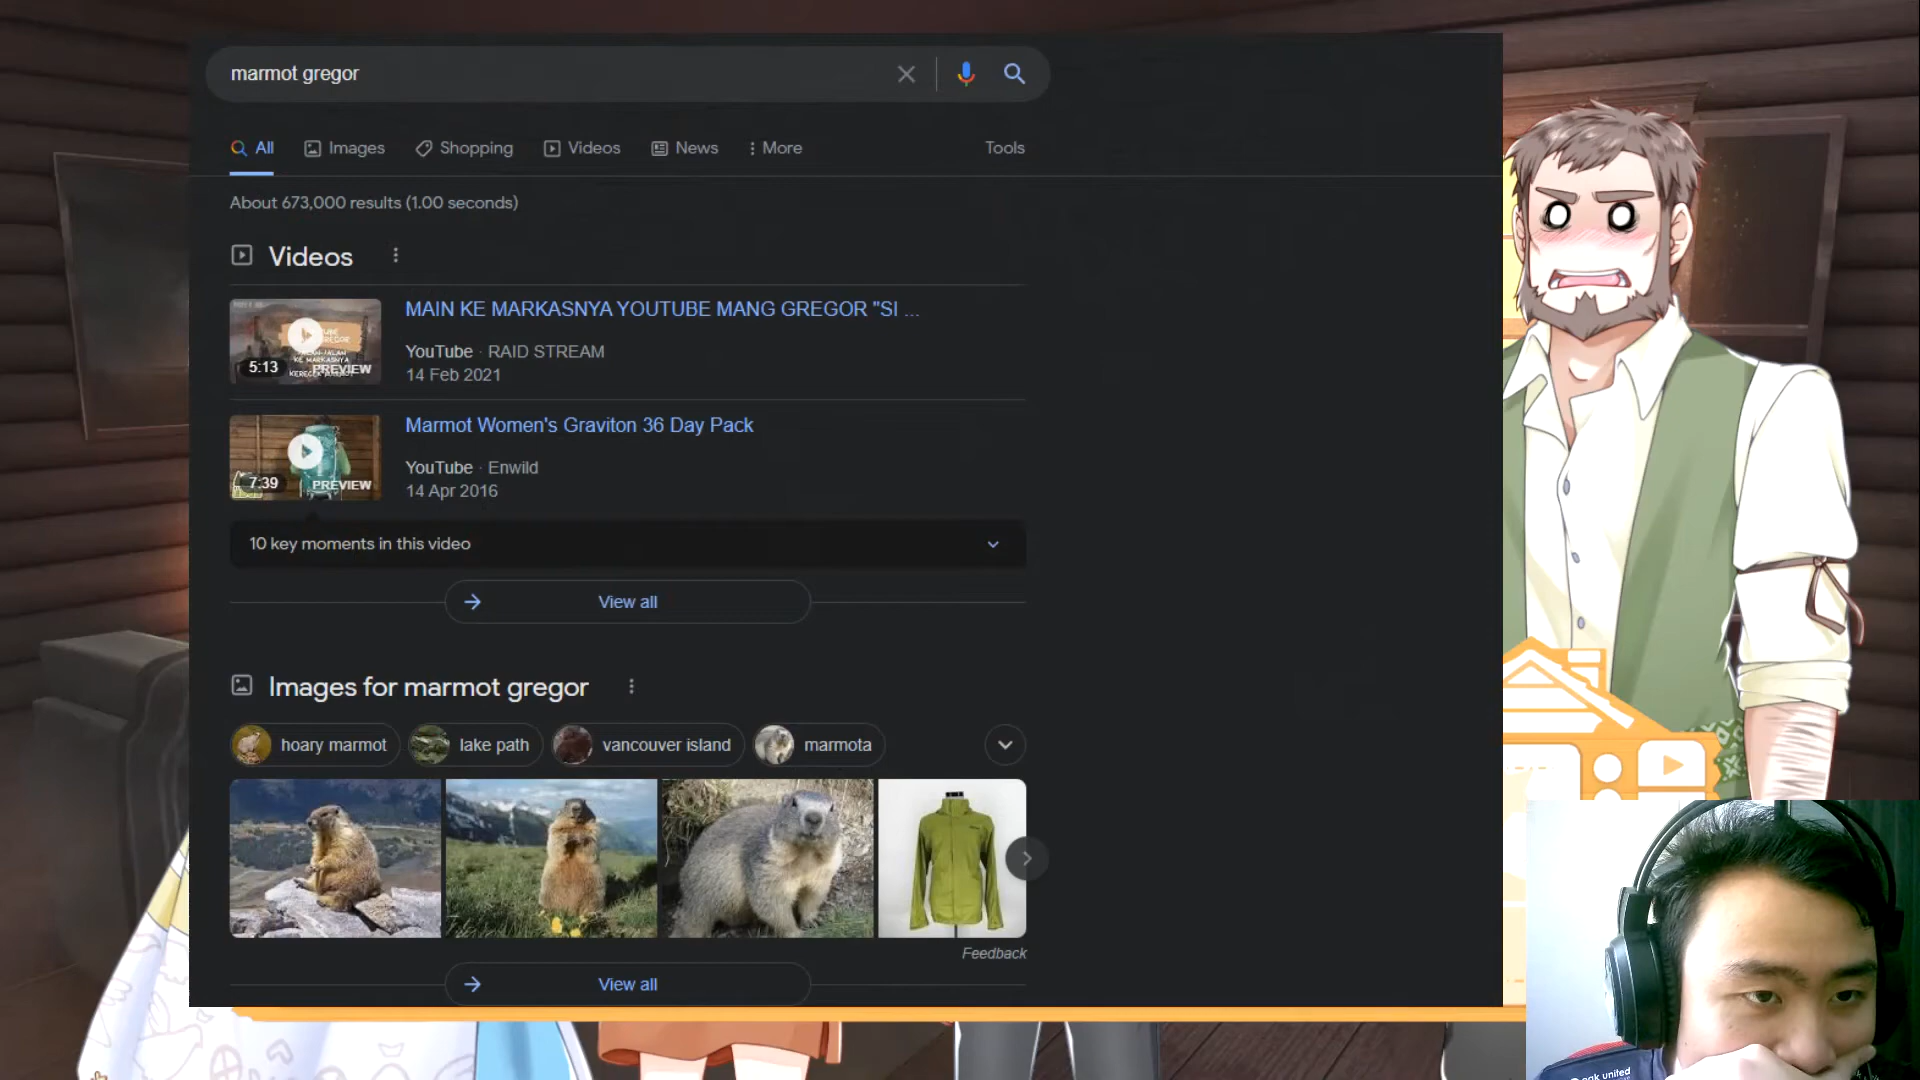 marmot gregor
All
Images
Shopping
Videos
News
More
Tools
About 673,000 results (1.00 seconds)
Videos
MAIN KE MARKASNYA YOUTUBE MANG GREGOR "SI ...
YouTube · RAID STREAM
14 Feb 2021
KE MARKASNYA
5:13
PREVIEW
Marmot Women's Graviton 36 Day Pack
YouTube · Enwild
14 Apr 2016
7:39
PREVIEW
10 key moments in this video
View all
Images for marmot gregor
hoary marmot
lake path
vancouver island
marmota
Feedback
View all
united